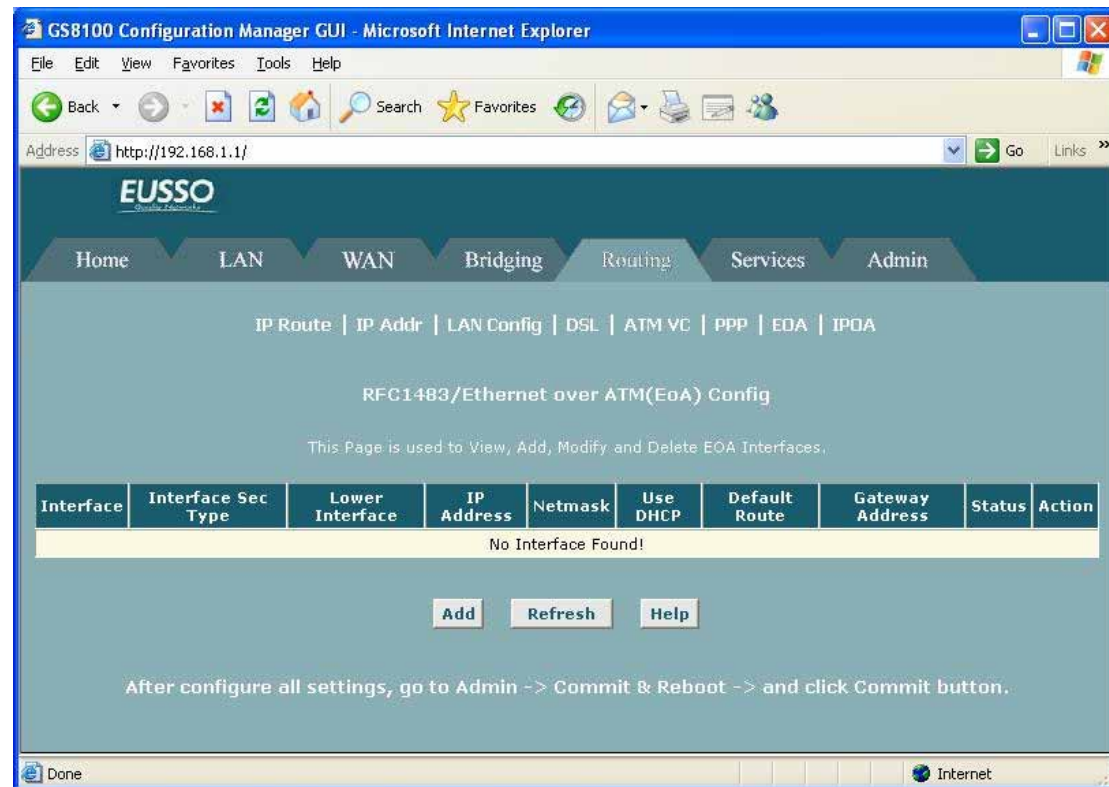 GS8100 Configuration Manager GUI - Microsoft Internet Explorer
File Edit View Favorites Tools Help
Back Search Favorites
Address http://192.168.1.1/ Go Links »
EUSSO
Quality Networks
Home LAN WAN Bridging Routing Services Admin
IP Route | IP Addr | LAN Config | DSL | ATM VC | PPP | EOA | IPOA
RFC1483/Ethernet over ATM(EoA) Config
This Page is used to View, Add, Modify and Delete EOA Interfaces.
Interface Interface Sec Type Lower Interface IP Address Netmask Use DHCP Default Route Gateway Address Status Action
No Interface Found!
Add Refresh Help
After configure all settings, go to Admin -> Commit & Reboot -> and click Commit button.
Done Internet